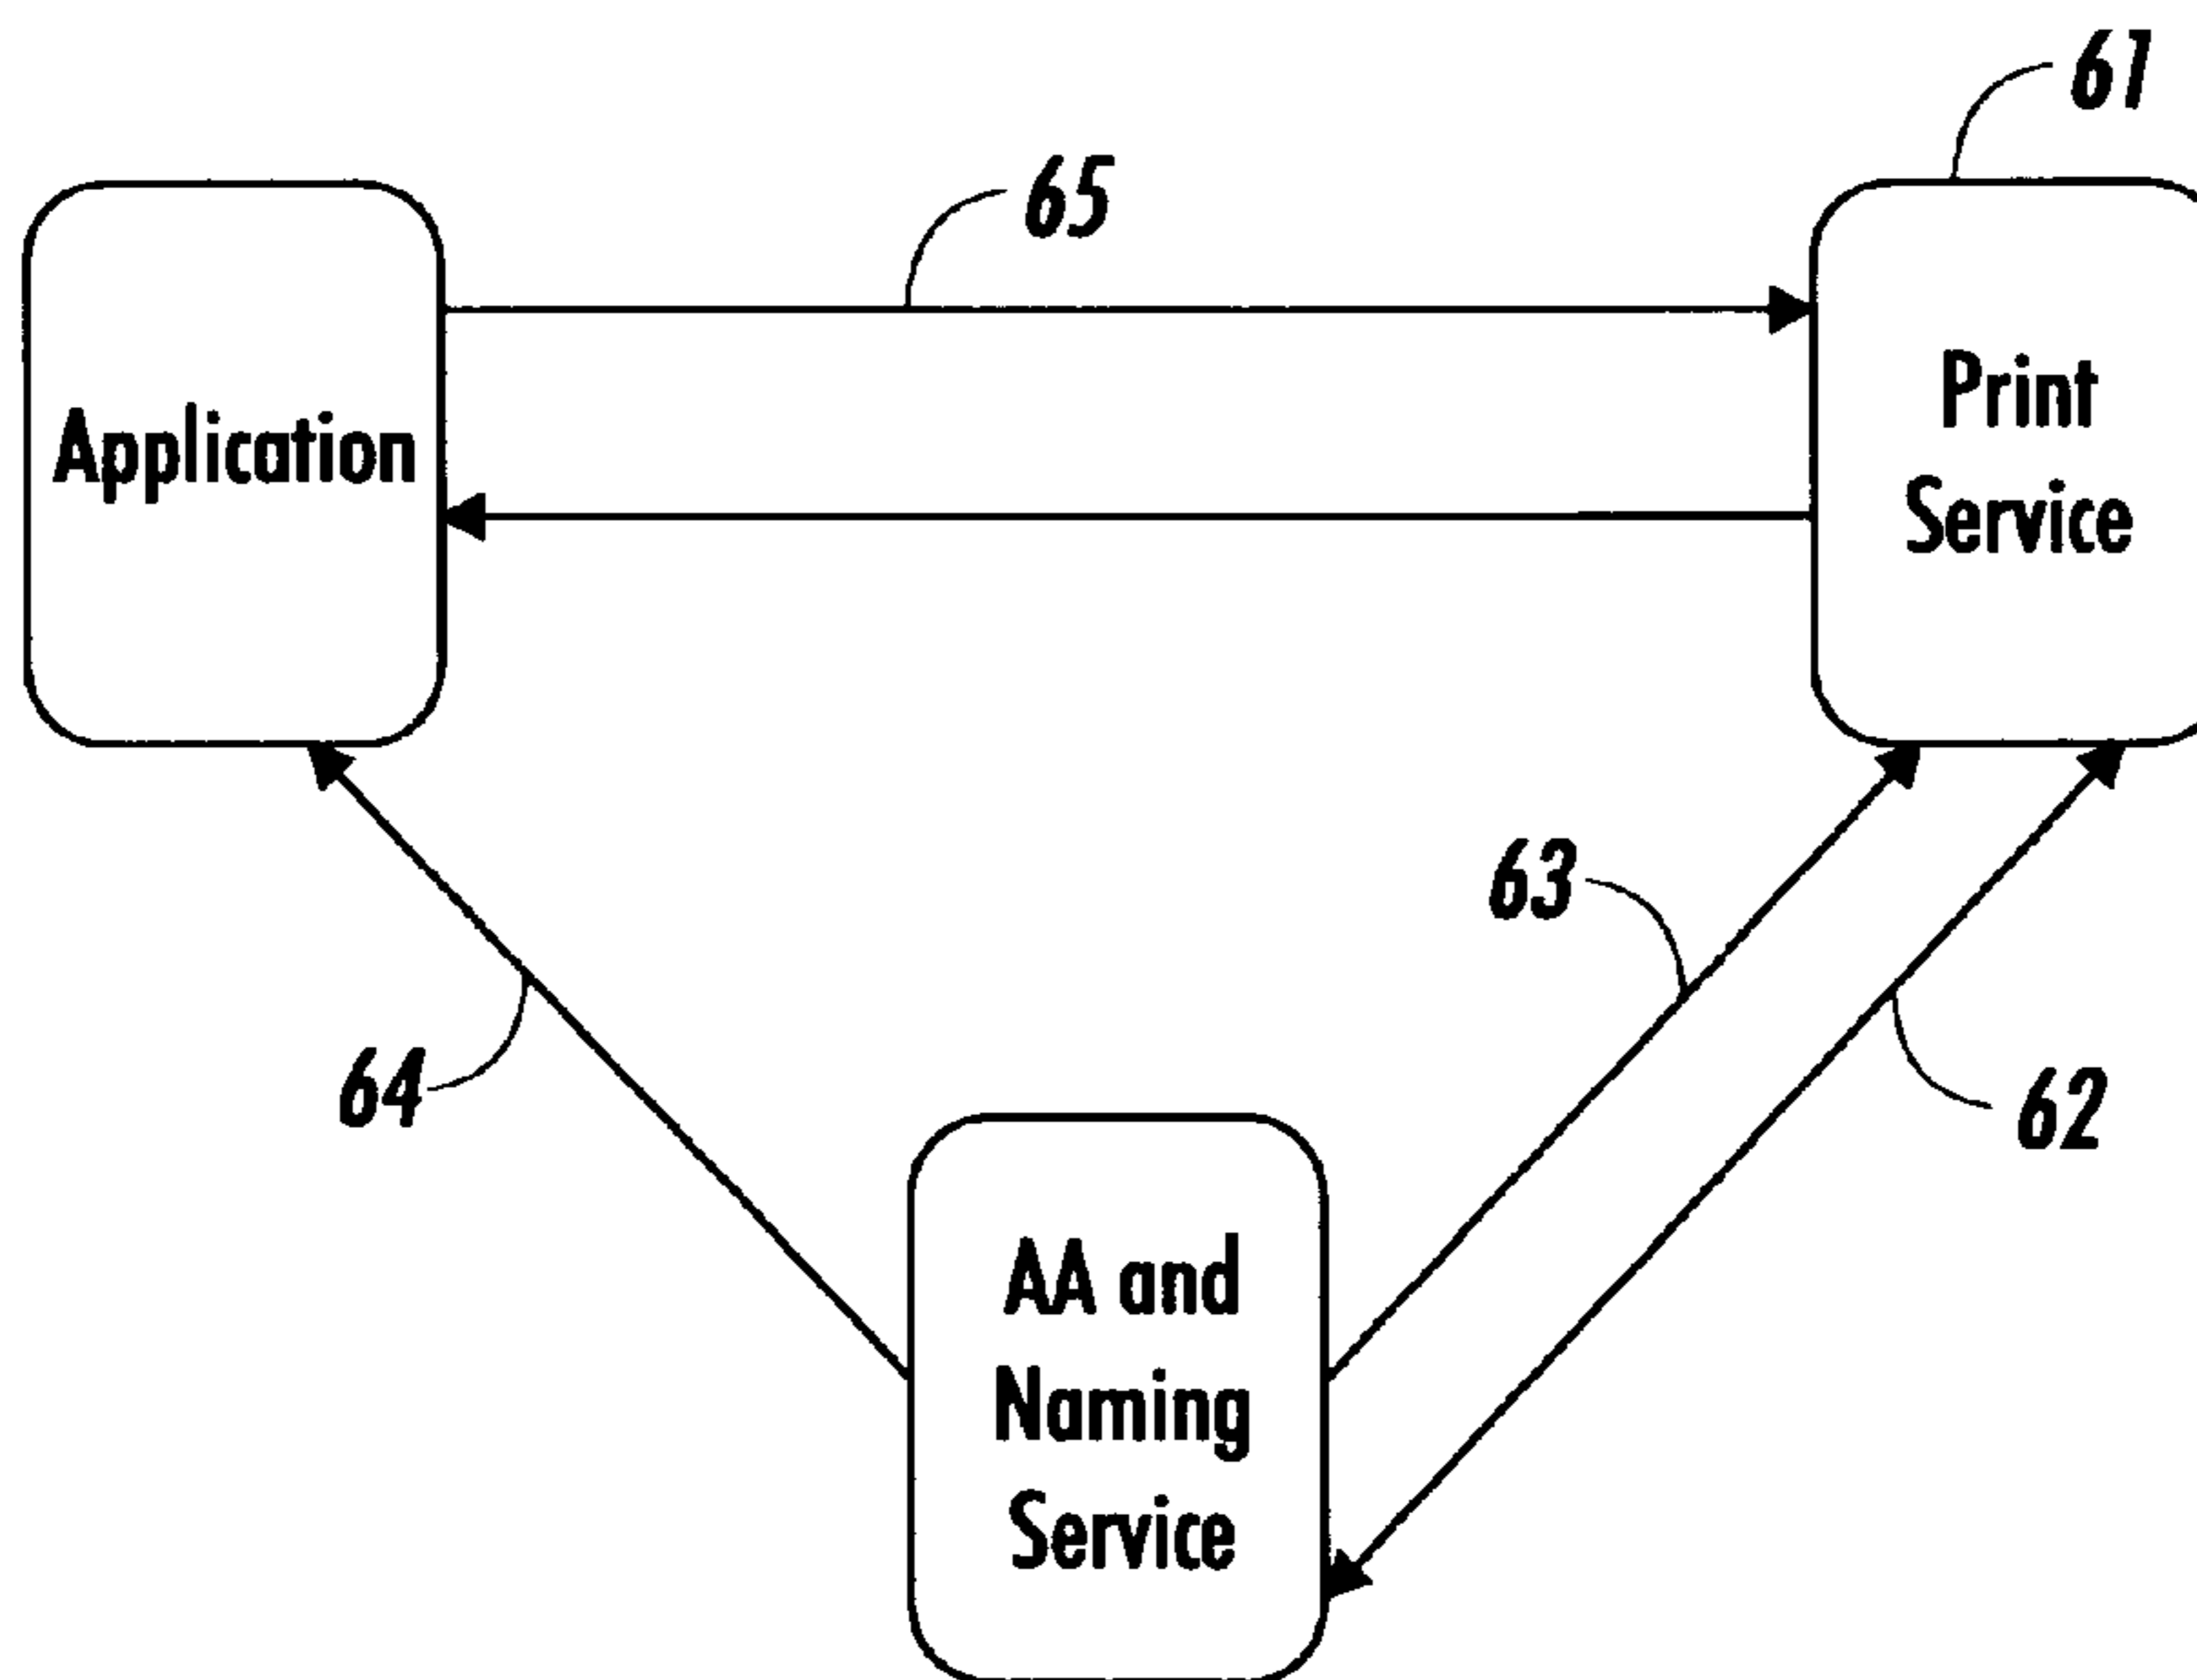 61
65
Application
Print
Service
63
64
62
AA and
Naming
Service